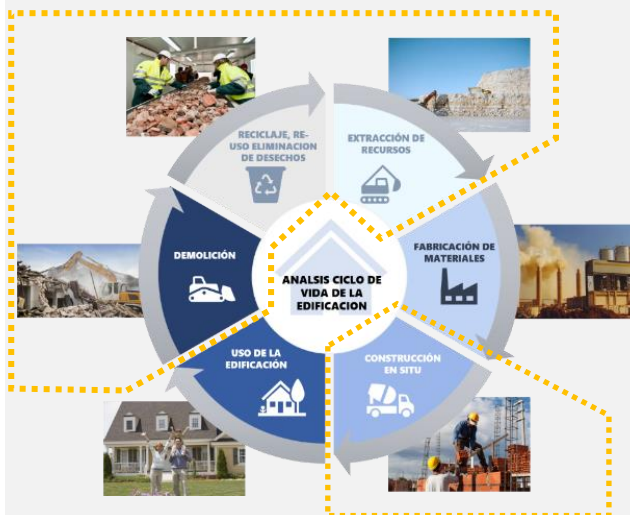 RECICLAJE, RE-
USO ELIMINACION
DE DESECHOS
EXTRACCIÓN DE
RECURSOS
FABRICACIÓN DE
MATERIALES
CONSTRUCCIÓN
EN SITU
USO DE LA
EDIFICACIÓN
DEMOLICIÓN
ANALSIS CICLO DE
VIDA DE LA
EDIFICACION